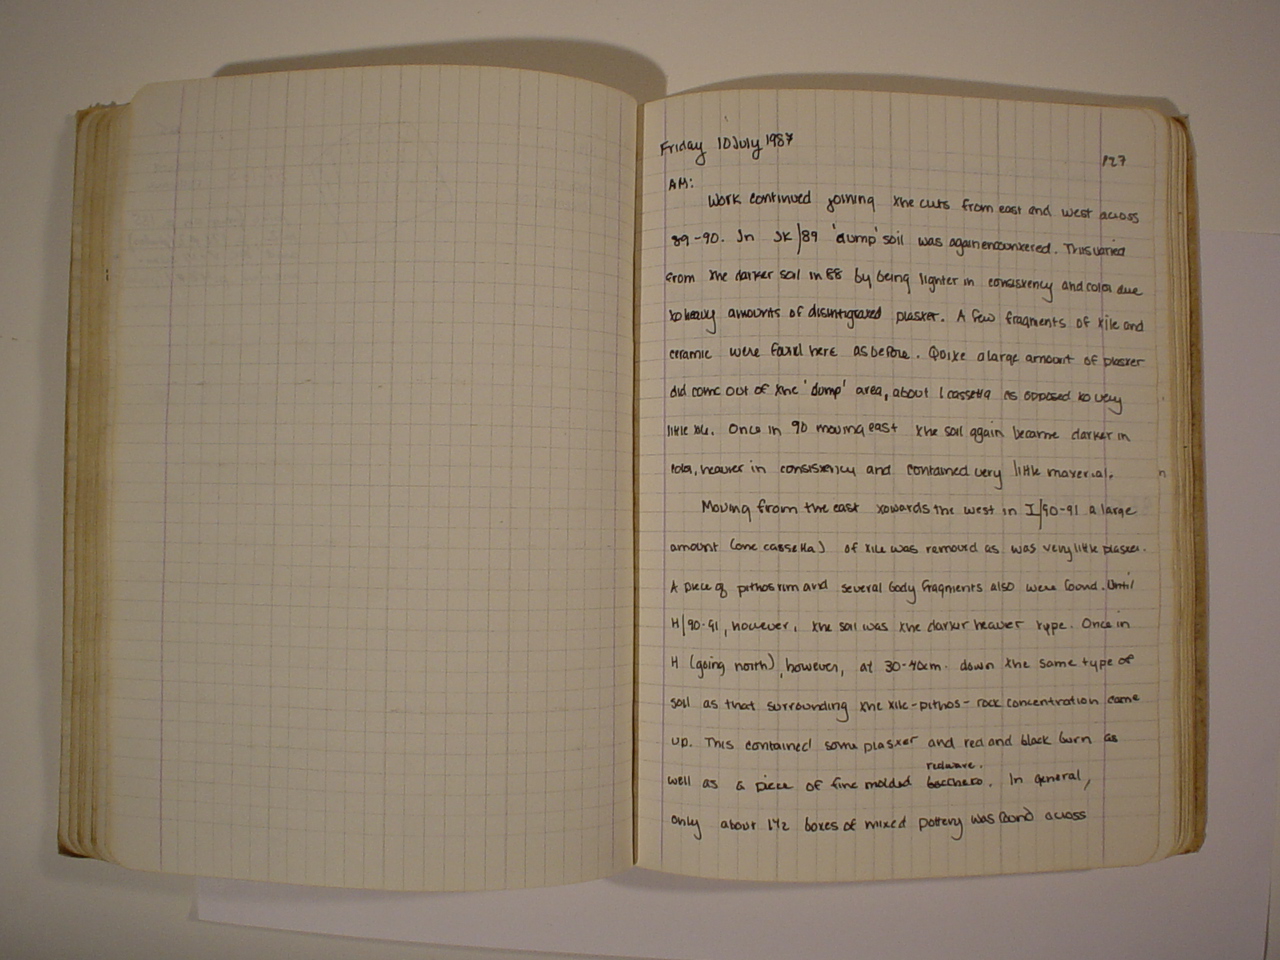 Friday 10 July 1987
127
AM:
Work continued joining the cuts from east and west across
89-90. In JK/89 'dump' soil was again encountered. This varied
from the darker soil in 88 by being lighter in consistency and color due
to heavy amounts of disintigrated plaster. A few fragments of tile and
ceramic were found here as before. Quite a large amount of plaster
did come out of the 'dump' area, about 1 cassetta as opposed to very
little tile. Once in 90 moving east the soil again became darker in
color, heavier in consistency and contained very little material.
Moving from the east towards the west in I/90-91 a large
amount (one cassetta) of tile was removed as was very little plaster.
A piece of pithos rim and several body fragments also were found. Until
H/90-91, however, the soil was the darker heavier type. Once in
H (going north), however, at 30-40cm. down the same type of
soil as that surrounding the tile-pithos-rock concentration came
up. This contained some plaster and red and black burn as
redware.
well as a piece of fine molded bucchero. In general,
only about 1 1/2 boxes of mixed pottery was found across